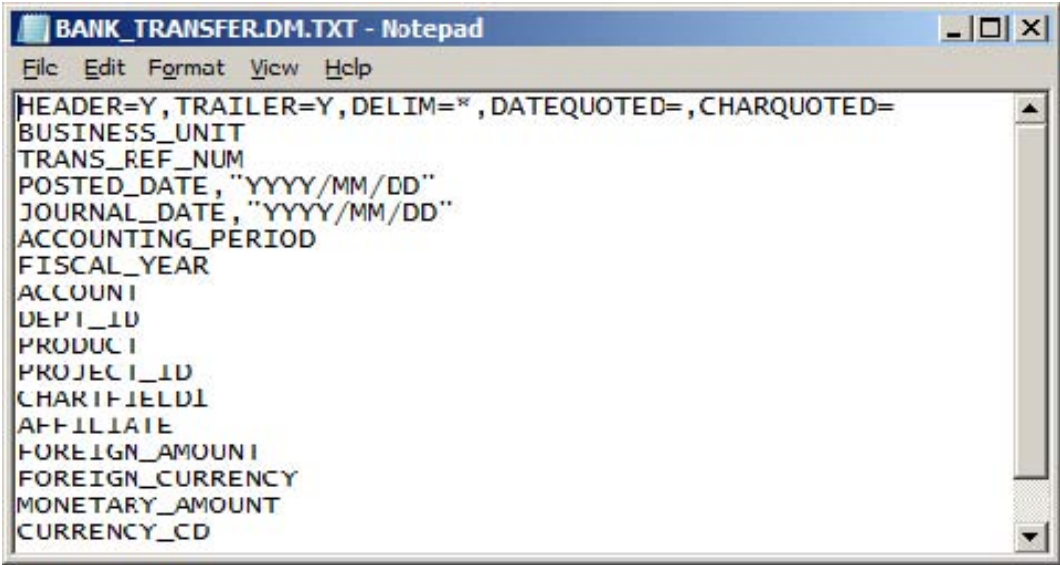 BANK_TRANSFER.DM.TXT - Notepad
File Edit Format View Help
HEADER=Y,TRAILER=Y,DELIM=*,DATEQUOTED=,CHARQUOTED=
BUSINESS_UNIT
TRANS_REF_NUM
POSTED_DATE,"YYYY/MM/DD"
JOURNAL_DATE,"YYYY/MM/DD"
ACCOUNTING_PERIOD
FISCAL_YEAR
ACCOUNT
DEPT_ID
PRODUCT
PROJECT_ID
CHARTFIELD1
AFFILIATE
FOREIGN_AMOUNT
FOREIGN_CURRENCY
MONETARY_AMOUNT
CURRENCY_CD